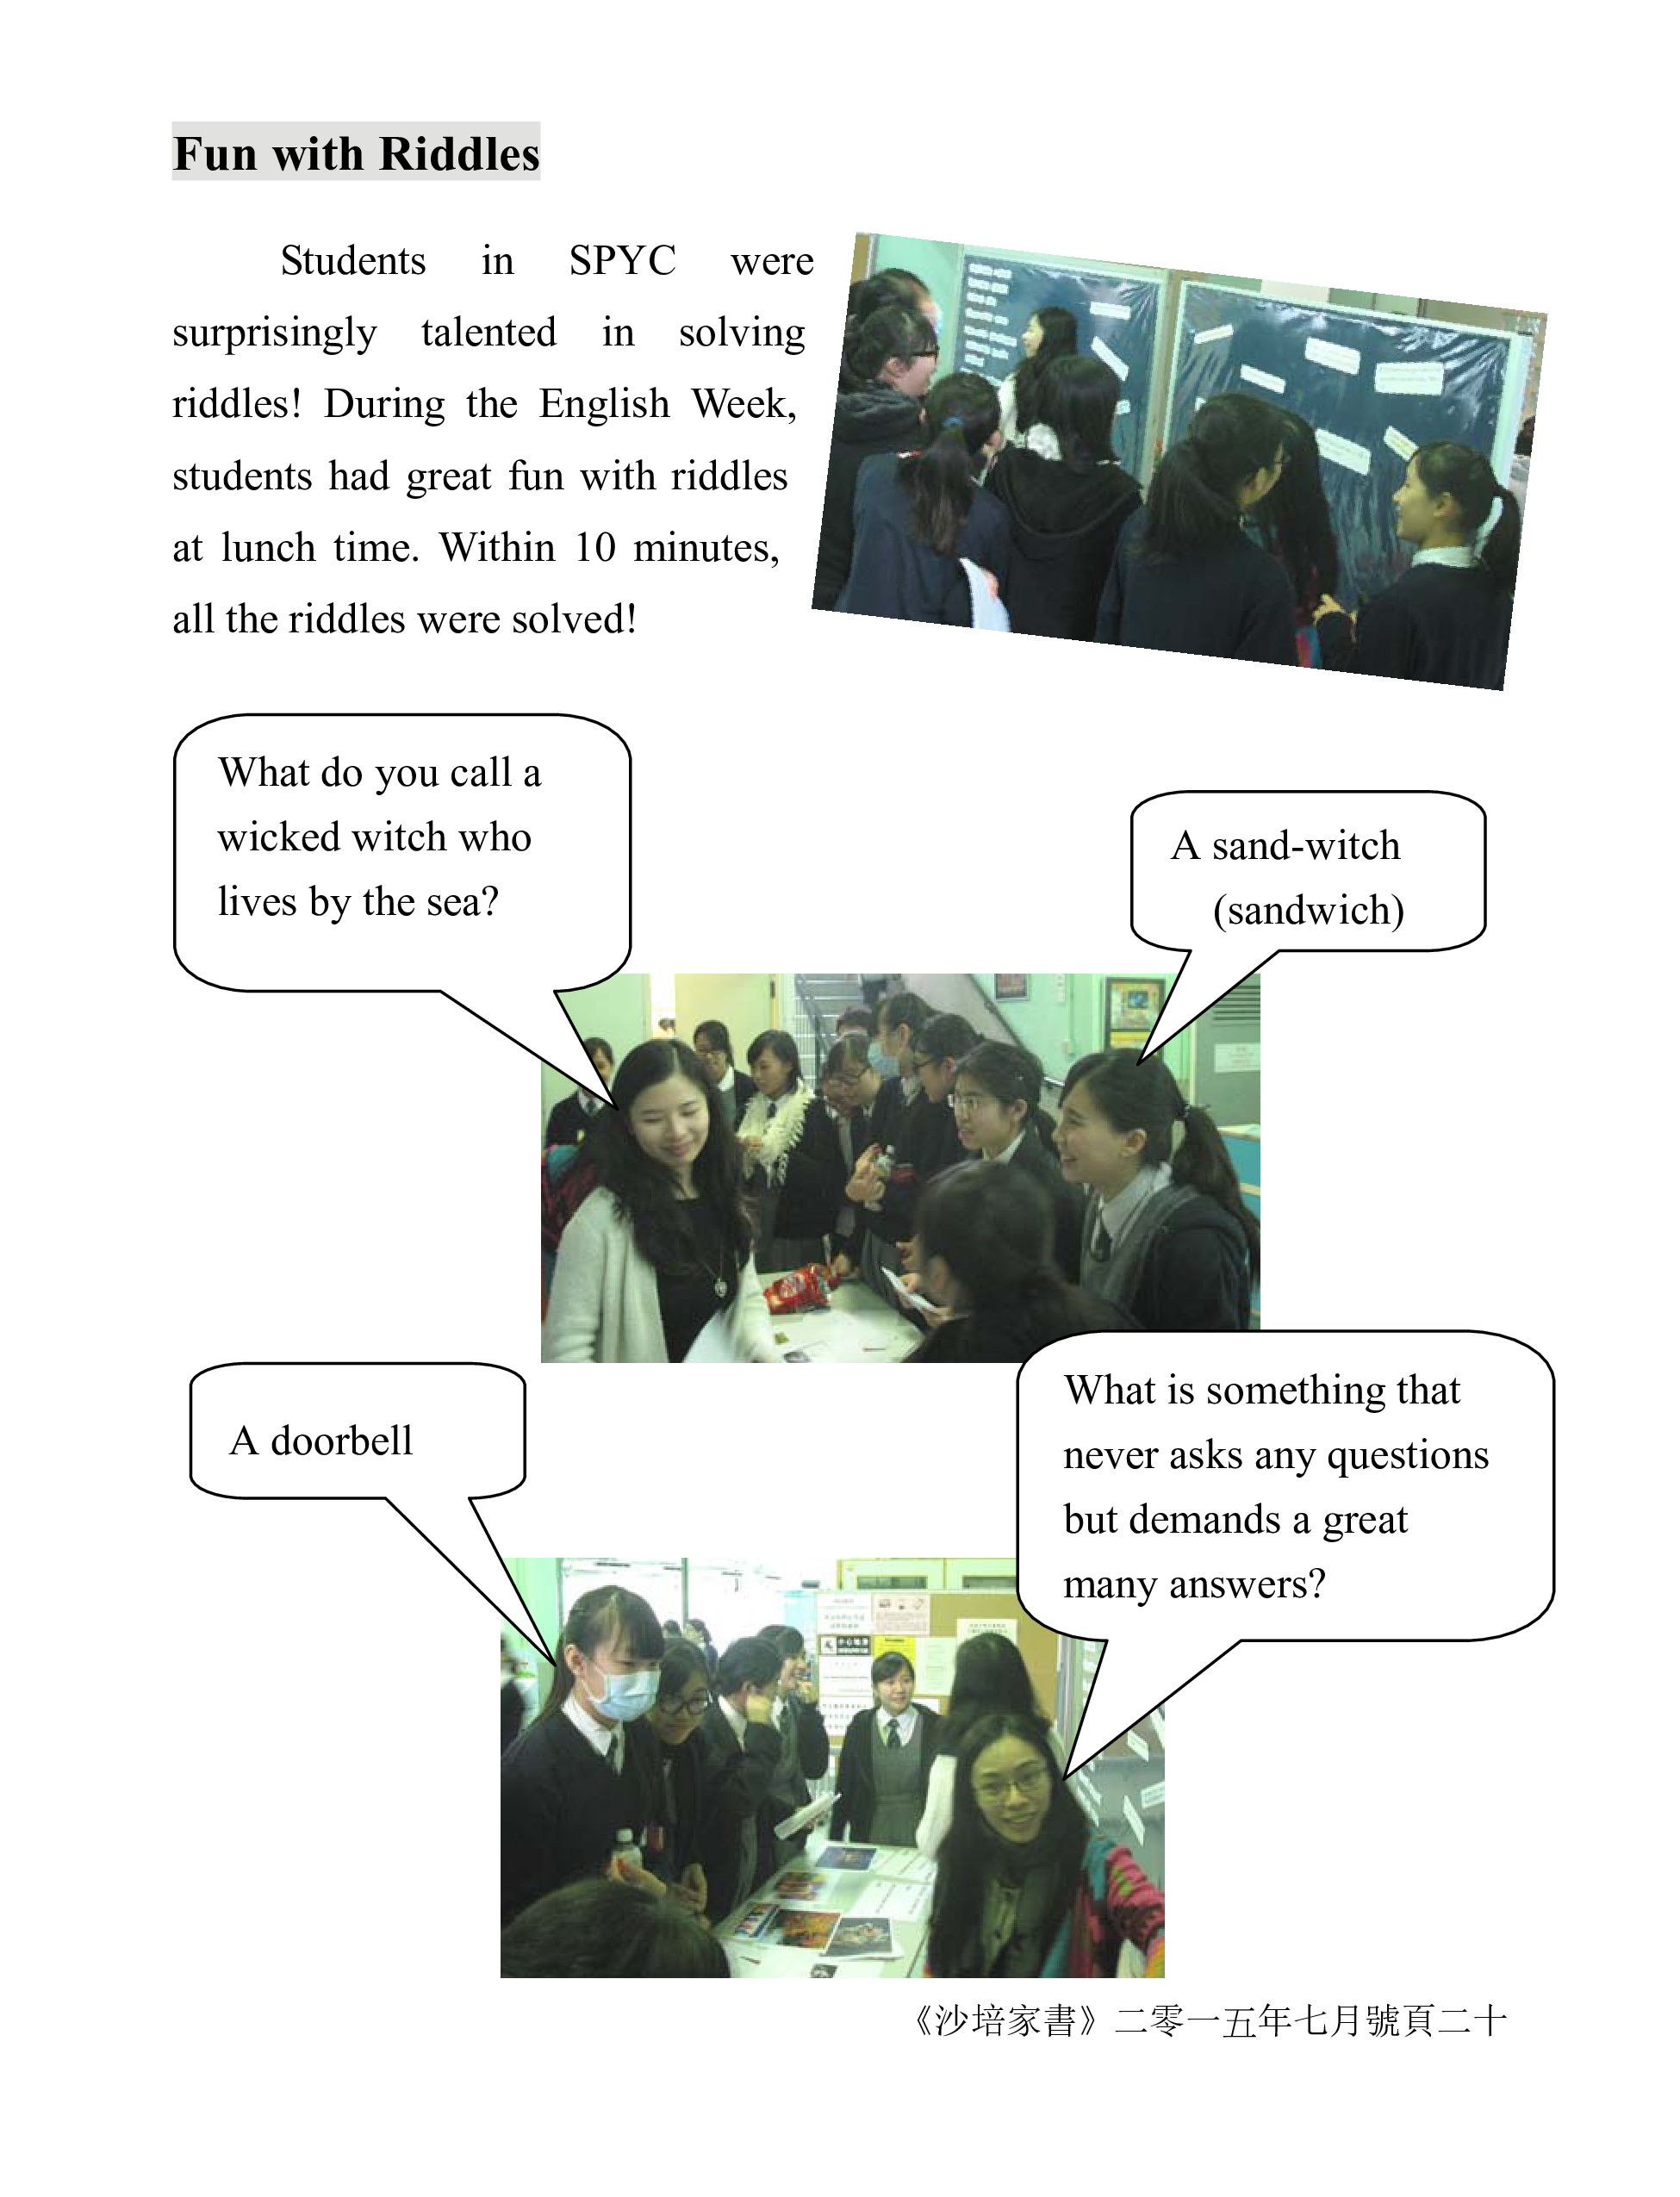 Fun with Riddles
Students in SPYC were
surprisingly talented in solving
riddles! During the English Week,
students had great fun with riddles
at lunch time. Within 10 minutes,
all the riddles were solved!
What do you call a
wicked witch who
lives by the sea?
A sand-witch
(sandwich)
A doorbell
What is something that
never asks any questions
but demands a great
many answers?
《沙培家書》二零一五年七月號頁二十